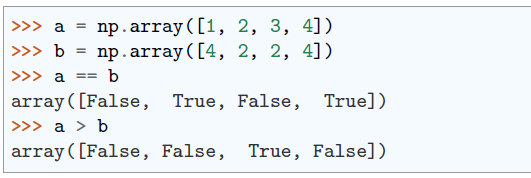 >>> a = np.array([1, 2, 3, 4])
>>> b = np.array([4, 2, 2, 4])
>>> a == b
array([False,  True, False,  True])
>>> a > b
array([False, False,  True, False])